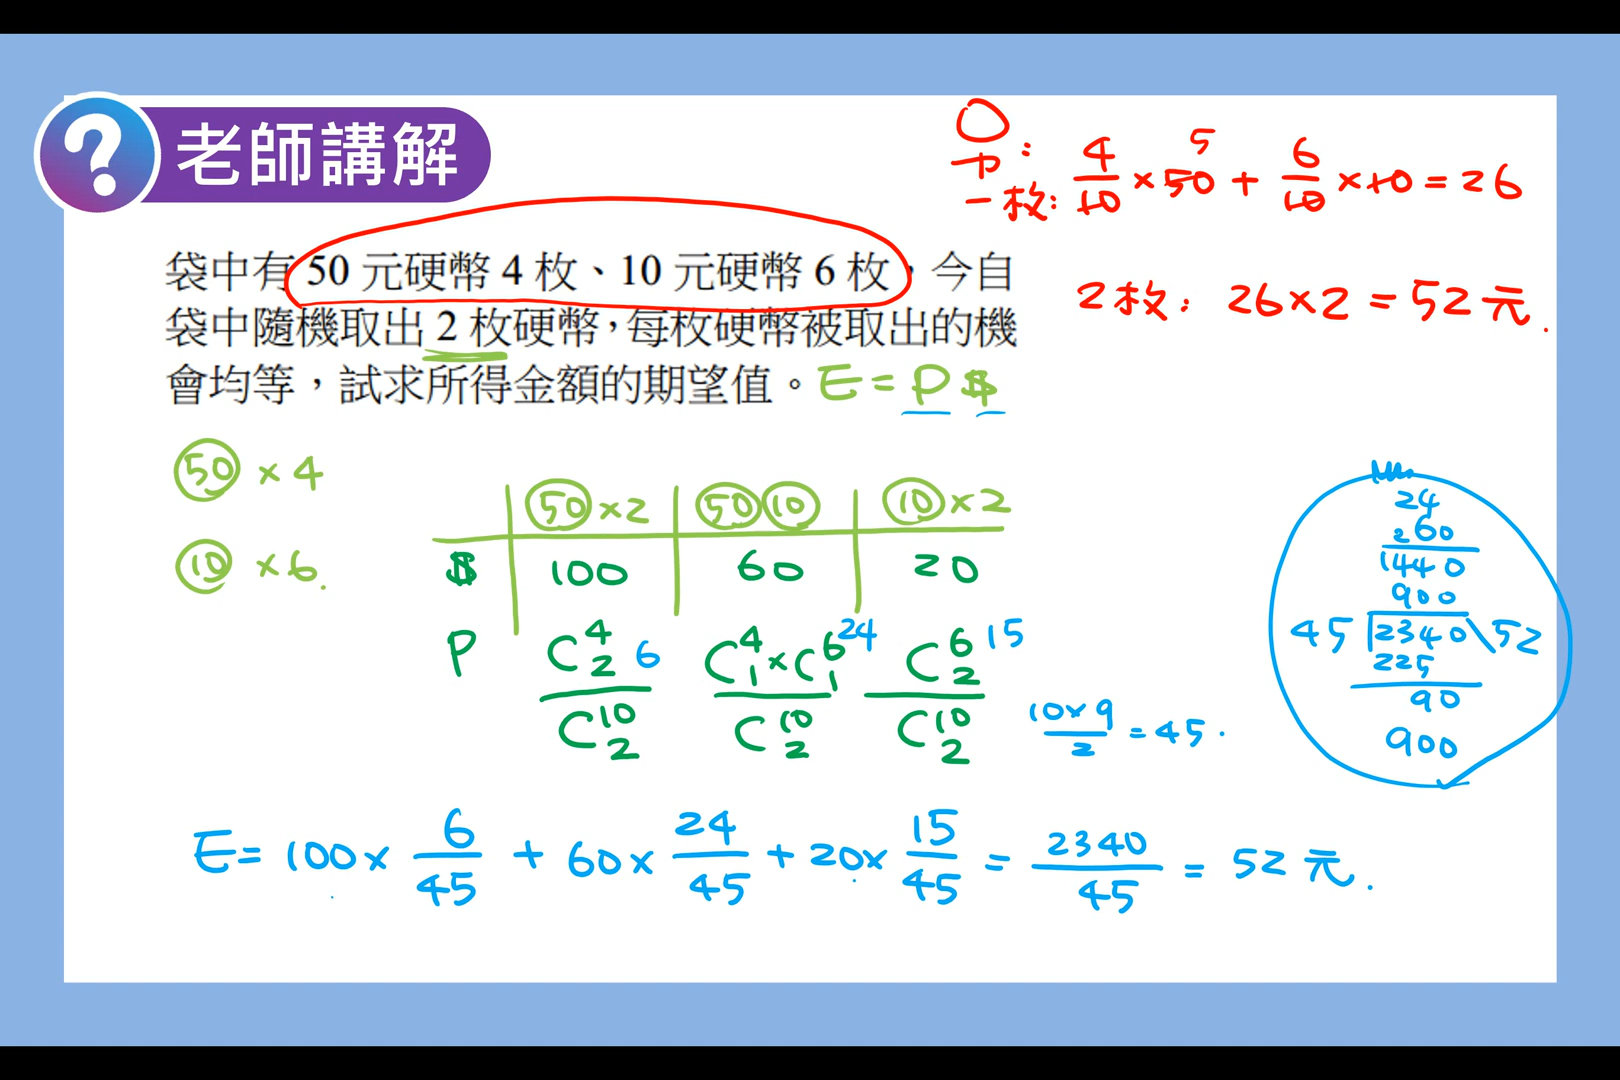 老師講解
平:
一枚: 4/10 × 50 5 + 6/10 × 10 = 26
2枚: 26×2 = 52元.
袋中有 50 元硬幣 4 枚、10 元硬幣 6 枚，今自
袋中隨機取出 2 枚硬幣，每枚硬幣被取出的機
會均等，試求所得金額的期望值。 E = P $
50 × 4
10 × 6.
50 × 2 50 10 10 × 2
$ 100 60 20
P C⁴₂ 6 C⁴₁×C⁶₁ 24 C⁶₂ 15
C¹⁰₂ C¹⁰₂ C¹⁰₂
10×9/2 = 45.
24
260
1440
900
45 2340 52
225
90
900
E = 100 × 6/45 + 60 × 24/45 + 20 × 15/45 = 2340/45 = 52元.